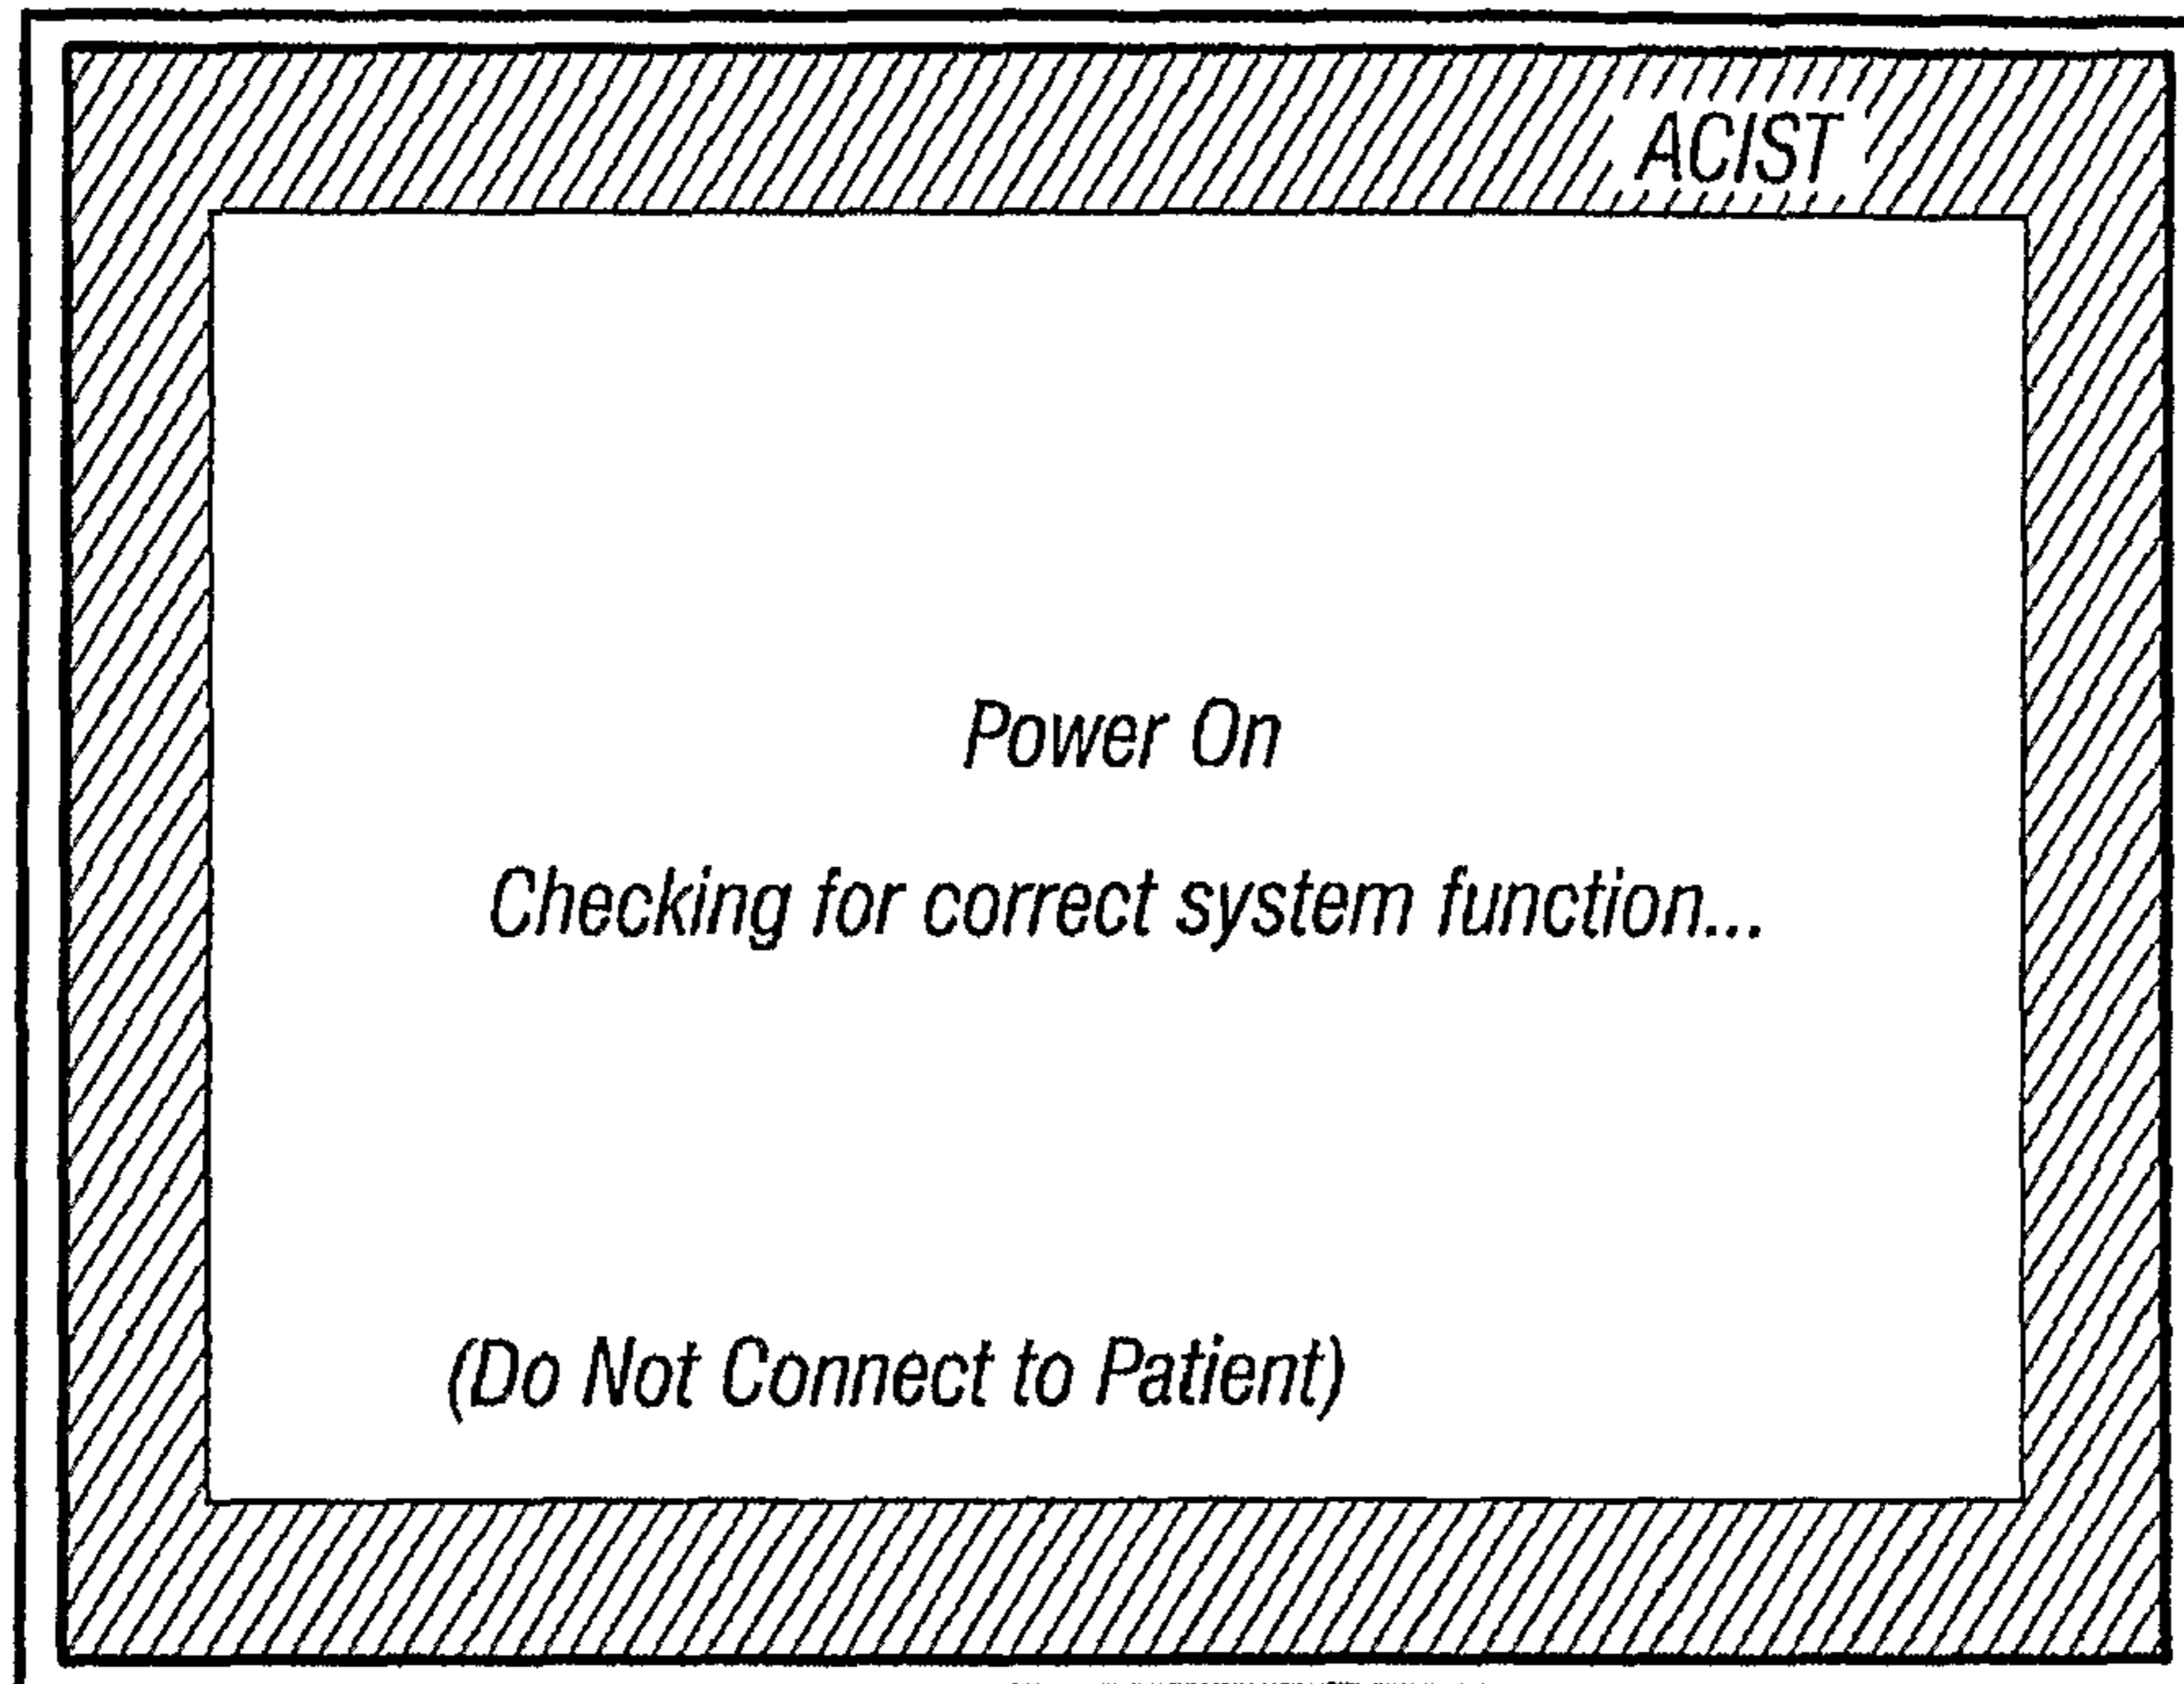 ACIST
Power On
Checking for correct system function...
(Do Not Connect to Patient)